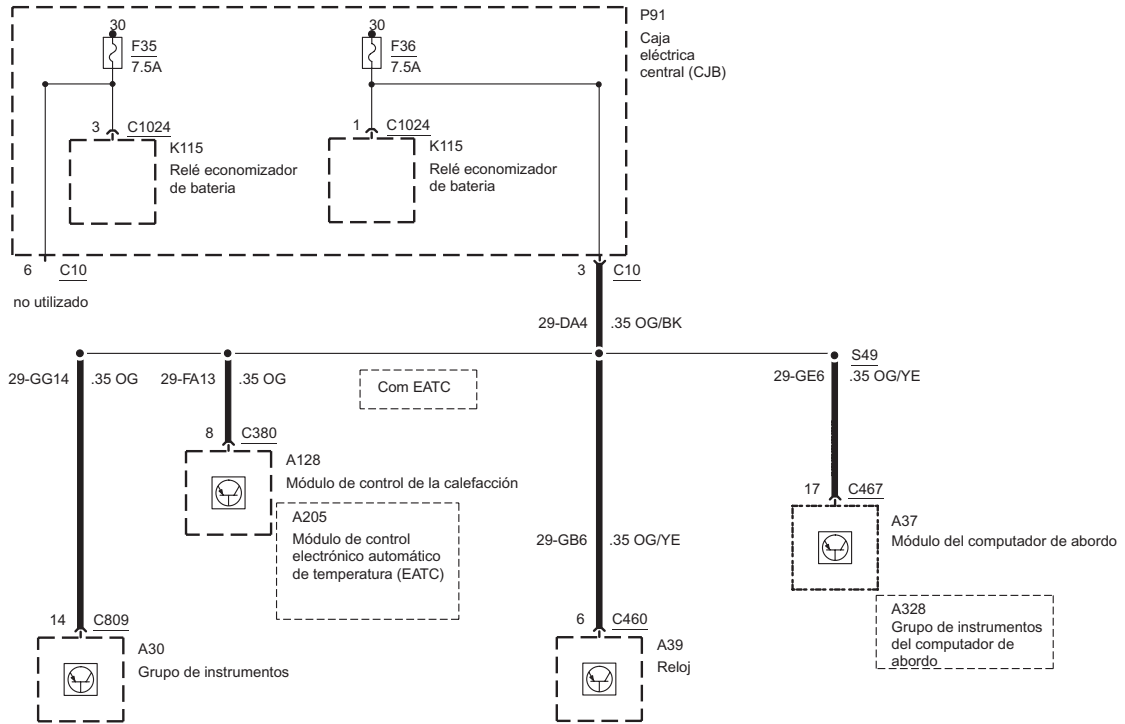 P91
Caja
eléctrica
central (CJB)
30
F35
7.5A
30
F36
7.5A
3 C1024
K115
Relé economizador
de bateria
1 C1024
K115
Relé economizador
de bateria
6 C10
no utilizado
3 C10
29-DA4 .35 OG/BK
S49
29-GG14 .35 OG
29-FA13 .35 OG
Com EATC
29-GE6 .35 OG/YE
8 C380
A128
Módulo de control de la calefacción
A205
Módulo de control
electrónico automático
de temperatura (EATC)
17 C467
A37
Módulo del computador de abordo
29-GB6 .35 OG/YE
A328
Grupo de instrumentos
del computador de
abordo
14 C809
A30
Grupo de instrumentos
6 C460
A39
Reloj